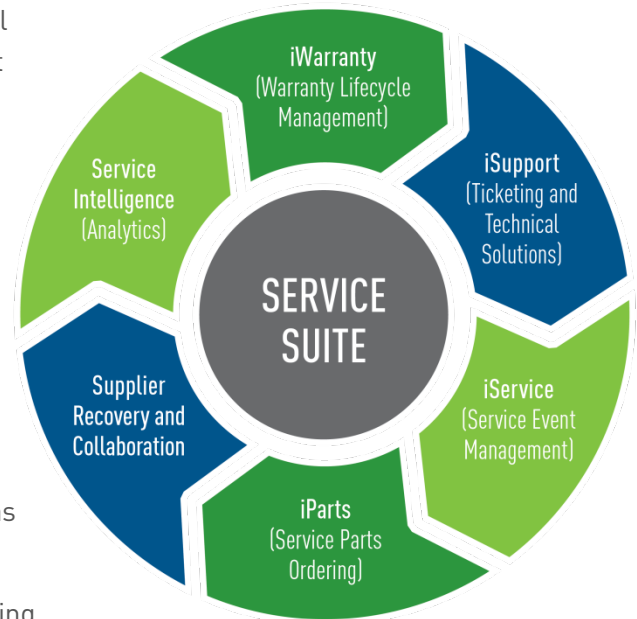 iWarranty
(Warranty Lifecycle
Management)
iSupport
(Ticketing and
Technical
Solutions)
iService
(Service Event
Management)
iParts
(Service Parts
Ordering)
Supplier
Recovery and
Collaboration
Service
Intelligence
(Analytics)
SERVICE
SUITE